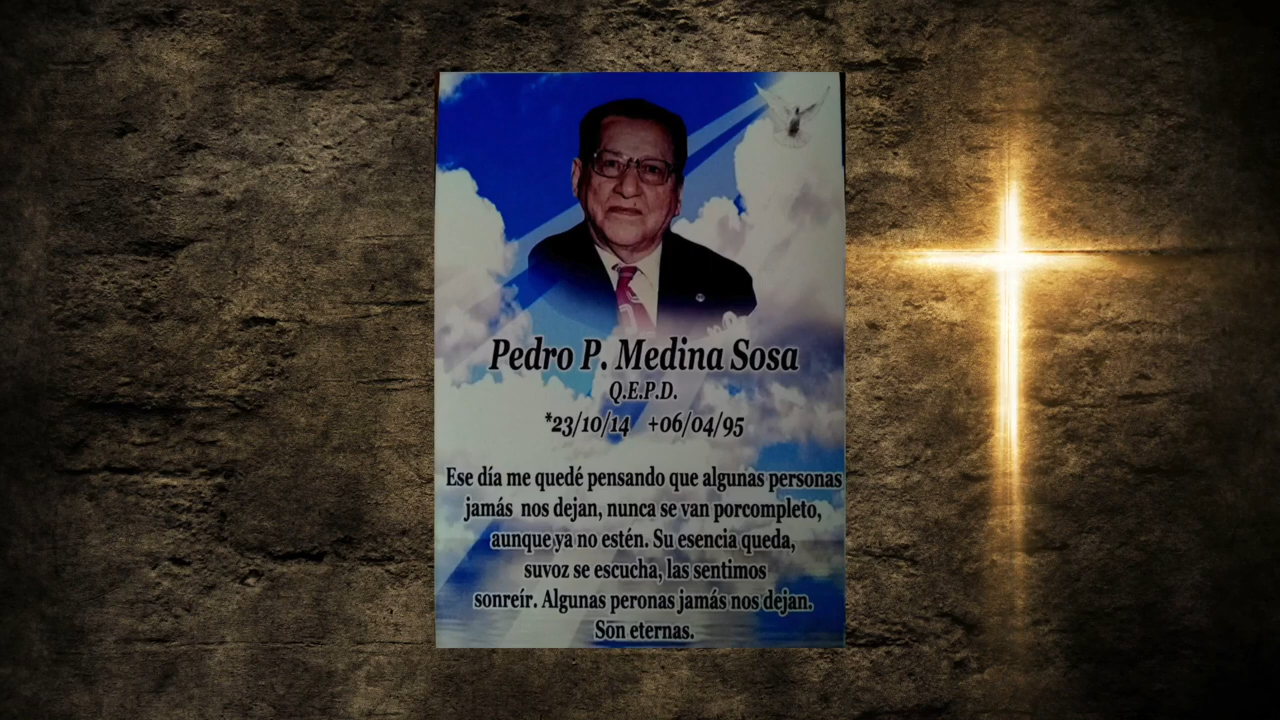 Pedro P. Medina Sosa
Q.E.P.D.
*23/10/14 +06/04/95
Ese día me quedé pensando que algunas personas
jamás nos dejan, nunca se van porcompleto,
aunque ya no estén. Su esencia queda,
suvoz se escucha, las sentimos
sonreír. Algunas peronas jamás nos dejan.
Son eternas.